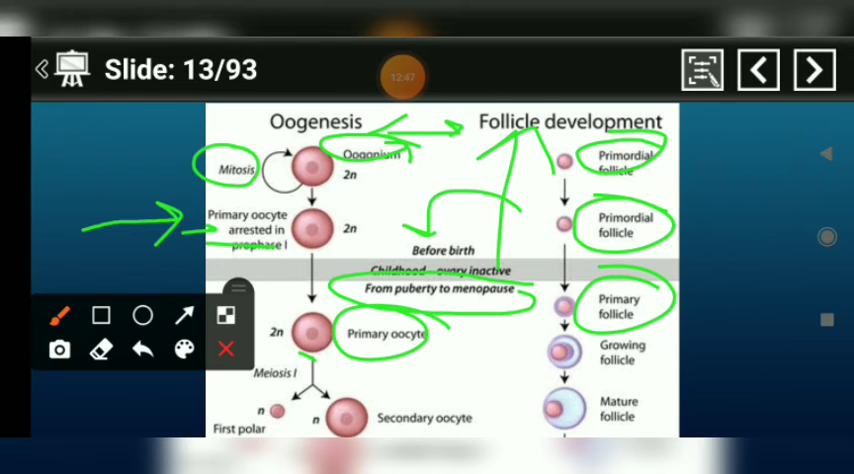 Slide: 13/93
12:47
Oogenesis
Follicle development
Mitosis
Oogonium
2n
Primordial
follicle
Primary oocyte
arrested in
prophase I
2n
Primordial
follicle
Before birth
Childhood—ovary inactive
From puberty to menopause
2n
Primary oocyte
Primary
follicle
Growing
follicle
Meiosis I
n
First polar
n
Secondary oocyte
Mature
follicle